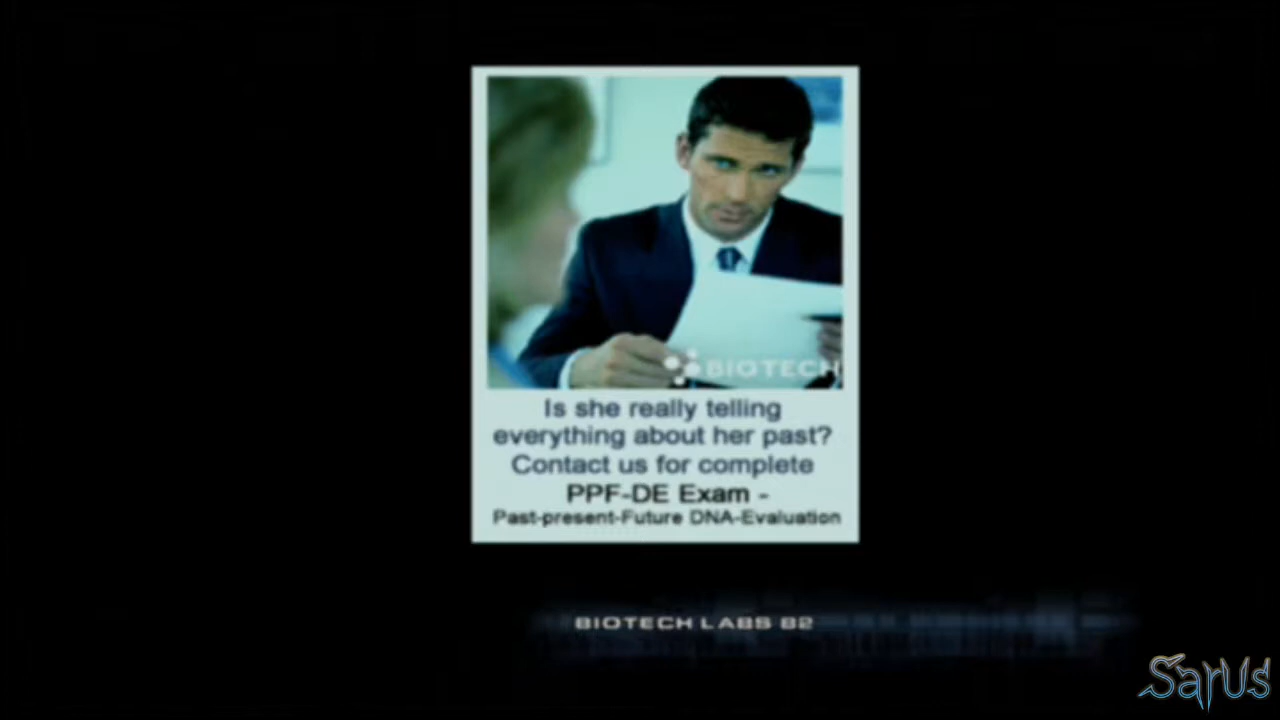 BIOTECH
Is she really telling
everything about her past?
Contact us for complete
PPF-DE Exam -
Past-present-Future DNA-Evaluation
BIOTECH LABS B2
Sarus